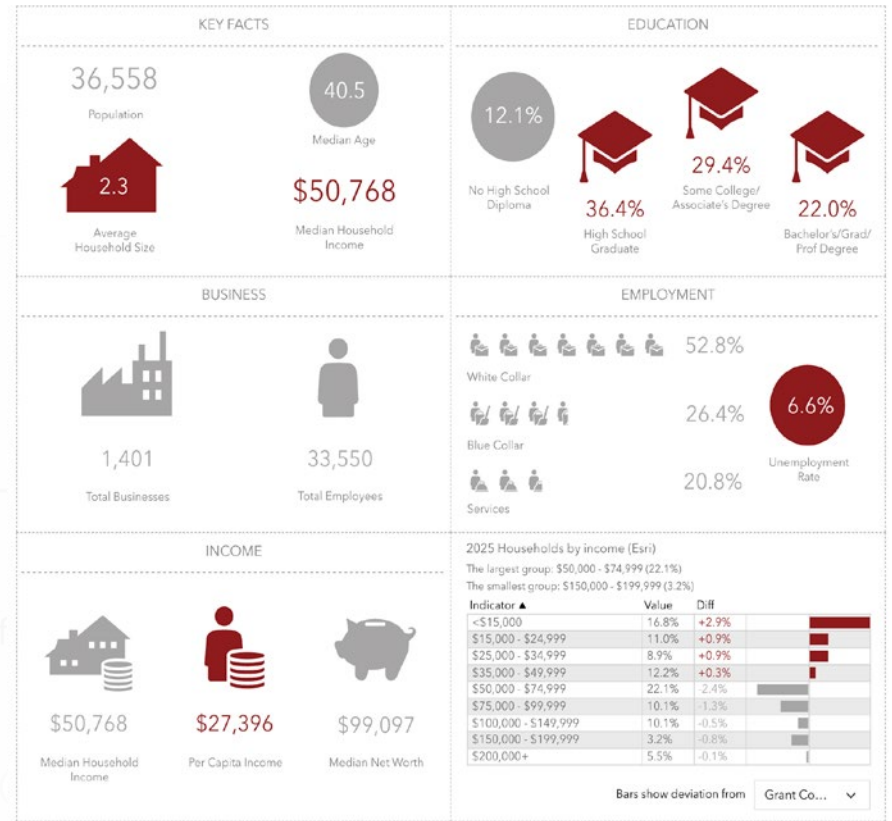 KEY FACTS
36,558
Population
40.5
Median Age
2.3
Average
Household Size
$50,768
Median Household
Income
EDUCATION
12.1%
No High School
Diploma
36.4%
High School
Graduate
29.4%
Some College/
Associate's Degree
22.0%
Bachelor's/Grad/
Prof Degree
BUSINESS
1,401
Total Businesses
33,550
Total Employees
EMPLOYMENT
52.8%
White Collar
26.4%
Blue Collar
20.8%
Services
6.6%
Unemployment
Rate
INCOME
$50,768
Median Household
Income
$27,396
Per Capita Income
$99,097
Median Net Worth
2025 Households by income (Esri)
The largest group: $50,000 - $74,999 (22.1%)
The smallest group: $150,000 - $199,999 (3.2%)
Indicator ▲ Value Diff
<$15,000 16.8% +2.9%
$15,000 - $24,999 11.0% +0.9%
$25,000 - $34,999 8.9% +0.9%
$35,000 - $49,999 12.2% +0.3%
$50,000 - $74,999 22.1% -2.4%
$75,000 - $99,999 10.1% -1.3%
$100,000 - $149,999 10.1% -0.5%
$150,000 - $199,999 3.2% -0.8%
$200,000+ 5.5% -0.1%
Bars show deviation from Grant Co...